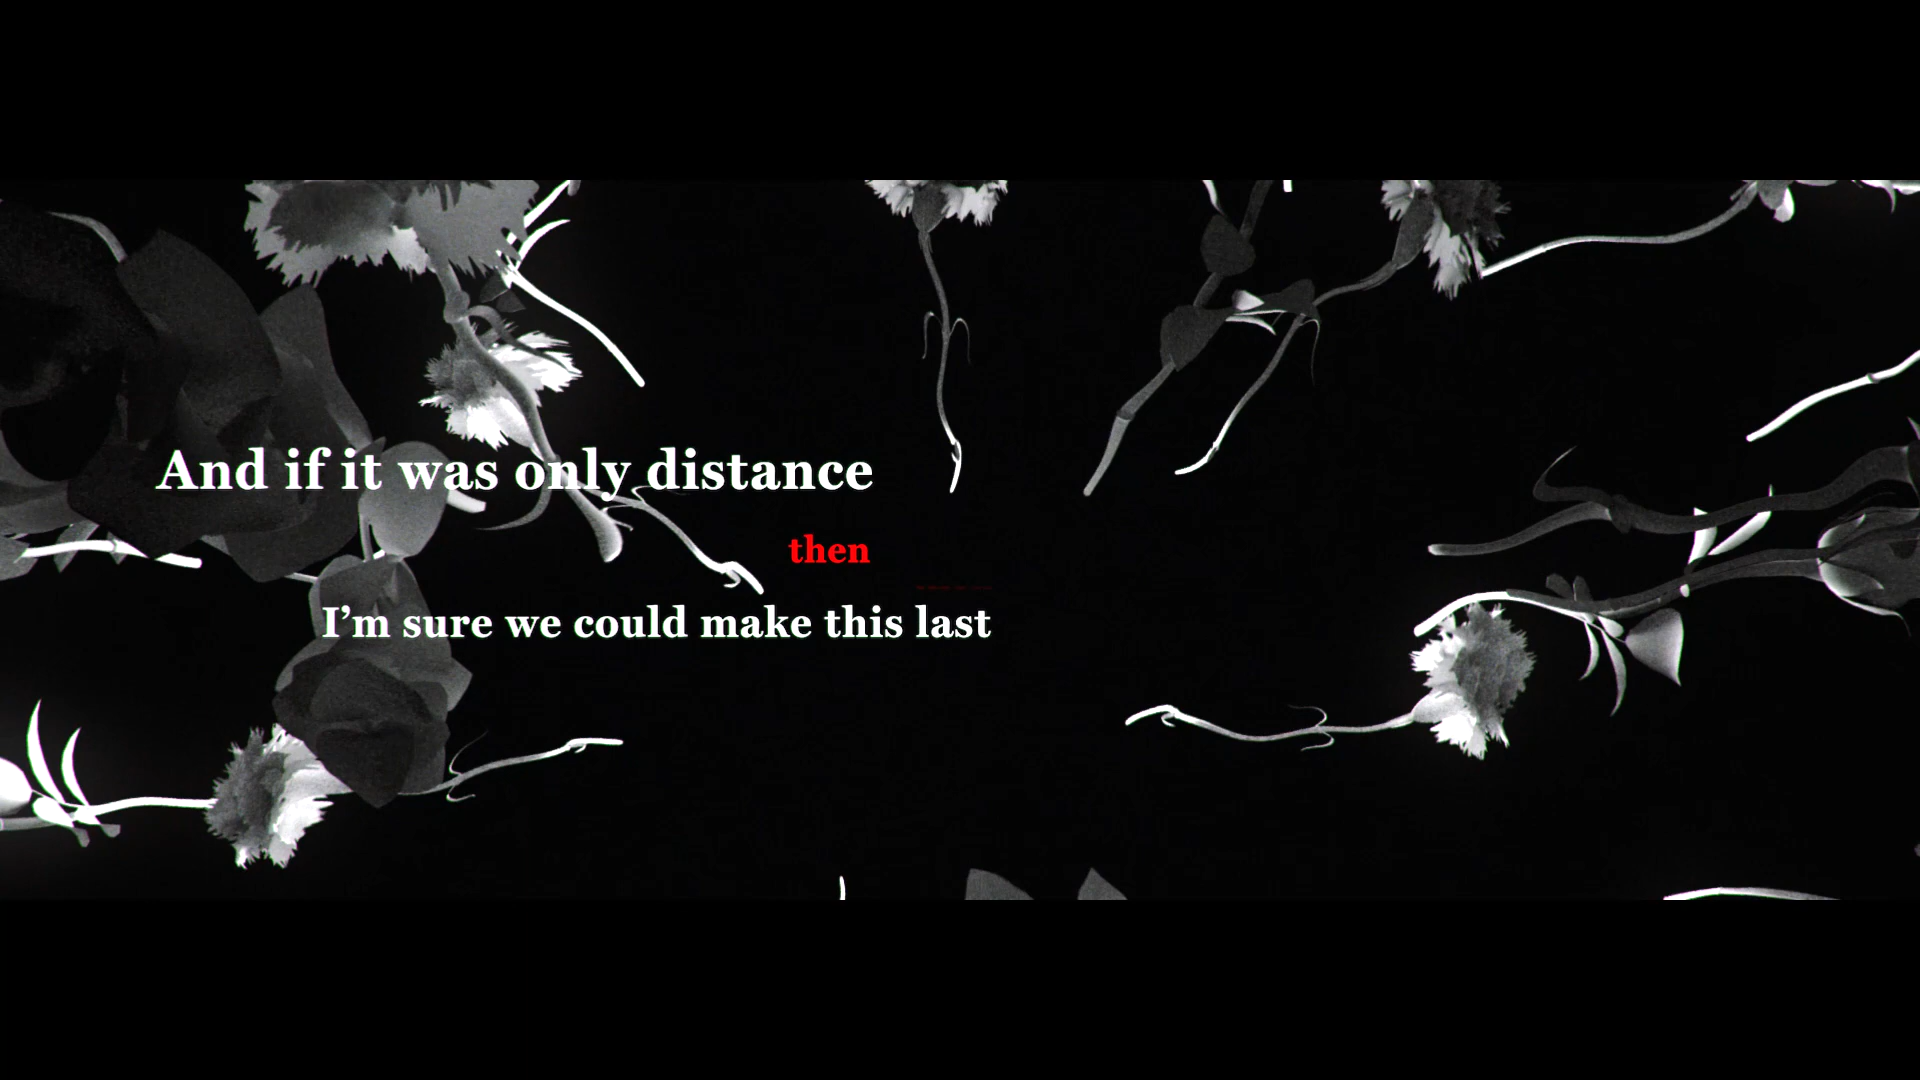 And if it was only distance
then
I’m sure we could make this last